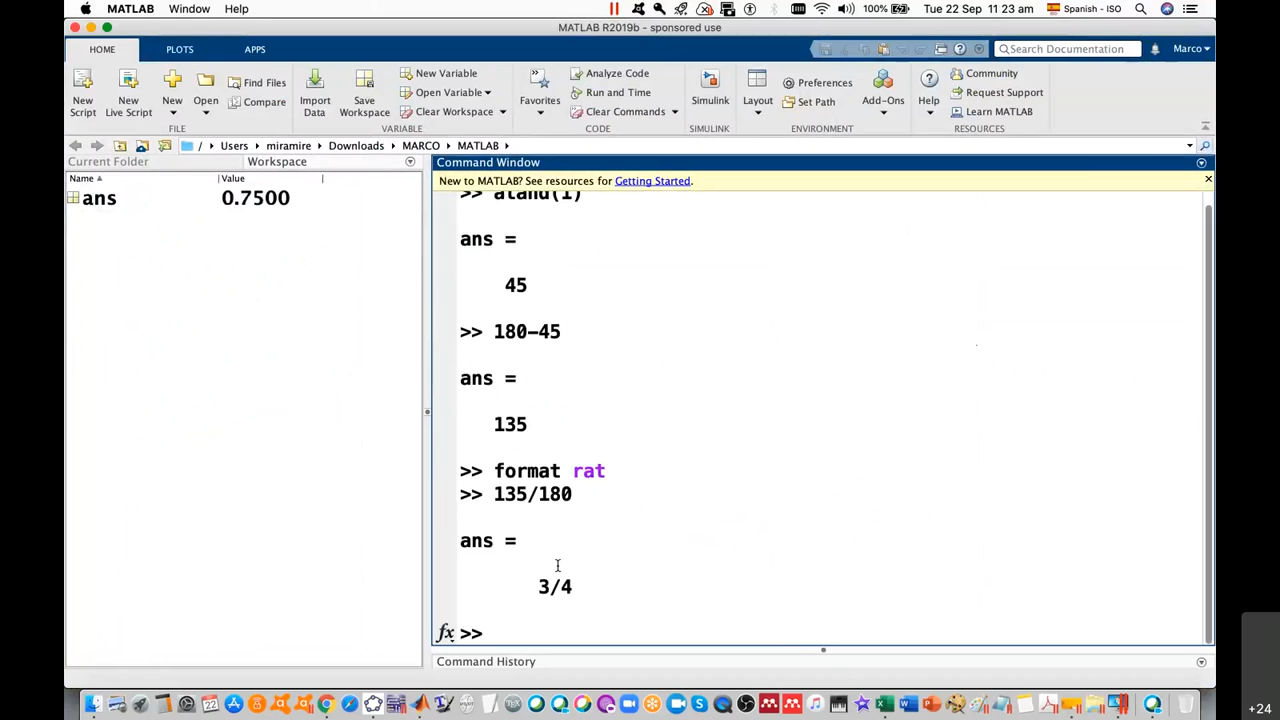 MATLAB Window Help 100% Tue 22 Sep 11:23 am Spanish - ISO
MATLAB R2019b - sponsored use
HOME PLOTS APPS Search Documentation Marco
New Script
New Live Script
New
Open
Find Files
Compare
FILE
Import Data
Save Workspace
New Variable
Open Variable
Clear Workspace
VARIABLE
Favorites
Analyze Code
Run and Time
Clear Commands
CODE
Simulink
SIMULINK
Layout
Preferences
Set Path
Add-Ons
ENVIRONMENT
Help
Community
Request Support
Learn MATLAB
RESOURCES
/ Users miramire Downloads MARCO MATLAB
Current Folder Workspace
Name Value
ans 0.7500
Command Window
New to MATLAB? See resources for Getting Started.
>> atand(1)
ans =
45
>> 180-45
ans =
135
>> format rat
>> 135/180
ans =
3/4
fx >>
Command History
+24